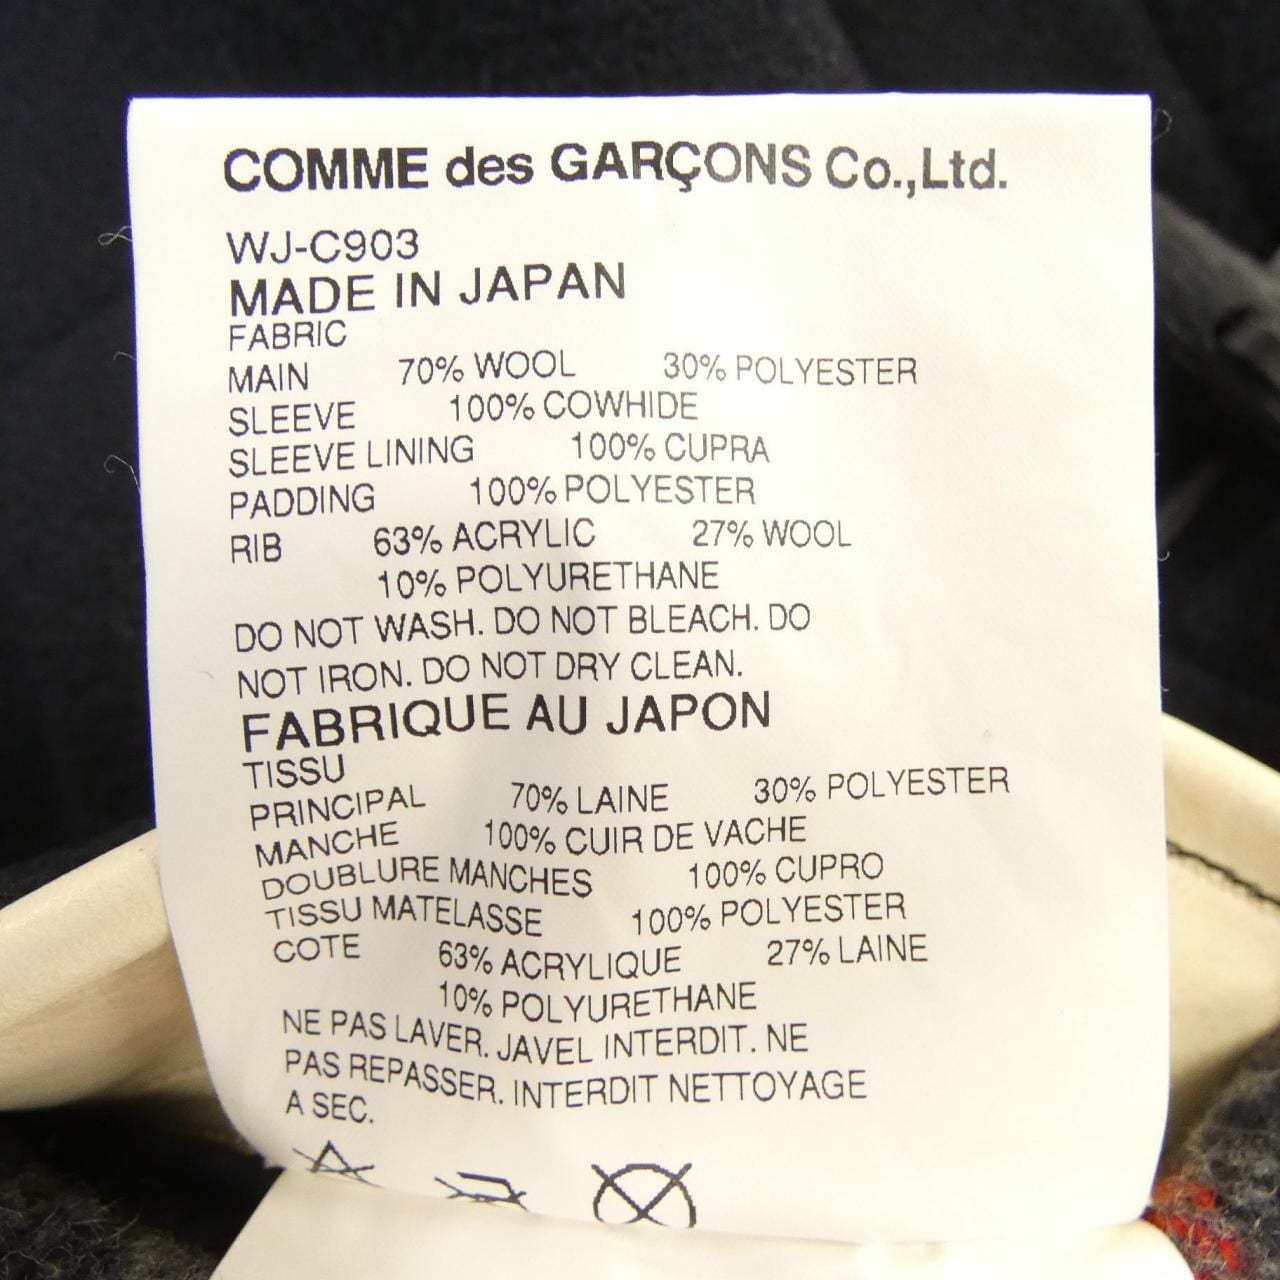 COMME des GARÇONS Co.,Ltd.
WJ-C903
MADE IN JAPAN
FABRIC
MAIN 70% WOOL 30% POLYESTER
SLEEVE 100% COWHIDE
SLEEVE LINING 100% CUPRA
PADDING 100% POLYESTER
RIB 63% ACRYLIC 27% WOOL
10% POLYURETHANE
DO NOT WASH. DO NOT BLEACH. DO
NOT IRON. DO NOT DRY CLEAN.
FABRIQUE AU JAPON
TISSU
PRINCIPAL 70% LAINE 30% POLYESTER
MANCHE 100% CUIR DE VACHE
DOUBLURE MANCHES 100% CUPRO
TISSU MATELASSE 100% POLYESTER
COTE 63% ACRYLIQUE 27% LAINE
10% POLYURETHANE
NE PAS LAVER. JAVEL INTERDIT. NE
PAS REPASSER. INTERDIT NETTOYAGE
A SEC.